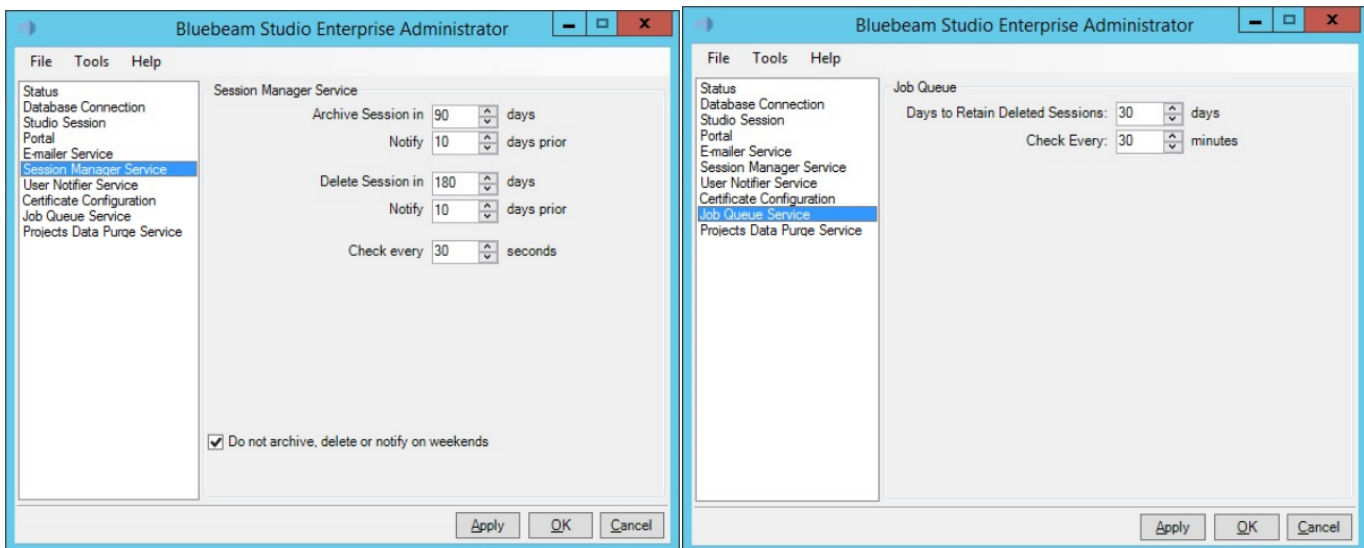 Bluebeam Studio Enterprise Administrator
File Tools Help
Status
Database Connection
Studio Session
Portal
E-mailer Service
Session Manager Service
User Notifier Service
Certificate Configuration
Job Queue Service
Projects Data Purge Service
Session Manager Service
Archive Session in 90 days
Notify 10 days prior
Delete Session in 180 days
Notify 10 days prior
Check every 30 seconds
Do not archive, delete or notify on weekends
Apply OK Cancel
Bluebeam Studio Enterprise Administrator
File Tools Help
Status
Database Connection
Studio Session
Portal
E-mailer Service
Session Manager Service
User Notifier Service
Certificate Configuration
Job Queue Service
Projects Data Purge Service
Job Queue
Days to Retain Deleted Sessions: 30 days
Check Every: 30 minutes
Apply OK Cancel